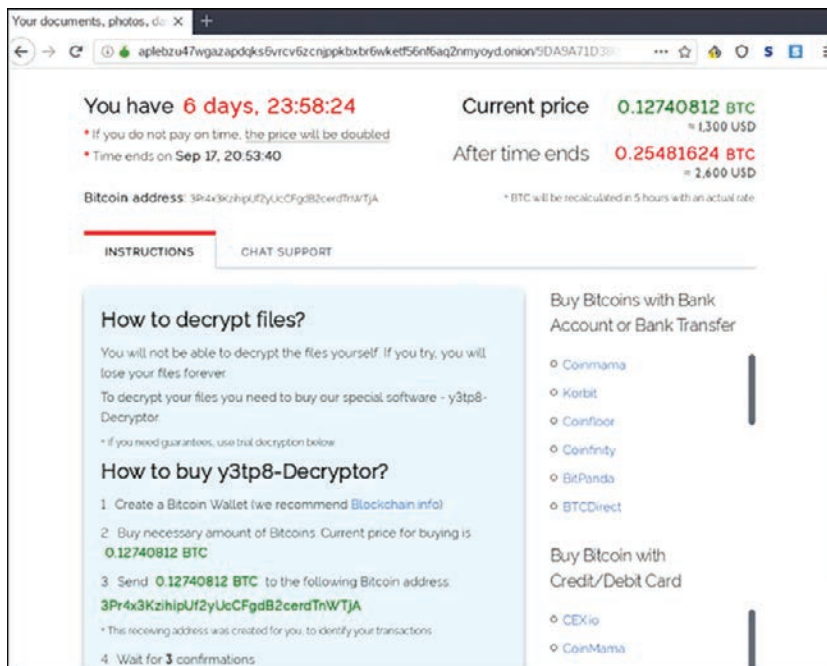 Your documents, photos, da
aplebzu47wgazapdqks6vrcv6zcnjppkbxbr6wketf56nf6aq2nmyoyd.onion/9DA9A71D3
You have 6 days, 23:58:24
* If you do not pay on time, the price will be doubled
* Time ends on Sep 17, 20:53:40
Bitcoin address: 3Pr4x3KzihipUf2yUcCFgdB2cerdTnWTjA
Current price 0.12740812 BTC
≈ 1,300 USD
After time ends 0.25481624 BTC
≈ 2,600 USD
* BTC will be recalculated in 5 hours with an actual rate.
INSTRUCTIONS
CHAT SUPPORT
How to decrypt files?
You will not be able to decrypt the files yourself. If you try, you will
lose your files forever.
To decrypt your files you need to buy our special software - y3tp8-
Decryptor.
* If you need guarantees, use trial decryption below.
How to buy y3tp8-Decryptor?
1. Create a Bitcoin Wallet (we recommend Blockchain.info)
2. Buy necessary amount of Bitcoins. Current price for buying is
0.12740812 BTC
3. Send 0.12740812 BTC to the following Bitcoin address:
3Pr4x3KzihipUf2yUcCFgdB2cerdTnWTjA
* This receiving address was created for you, to identify your transactions
4. Wait for 3 confirmations
Buy Bitcoins with Bank
Account or Bank Transfer
Coinmama
Korbit
Coinfloor
Coinfinity
BitPanda
BTCDirect
Buy Bitcoin with
Credit/Debit Card
CEX.io
CoinMama